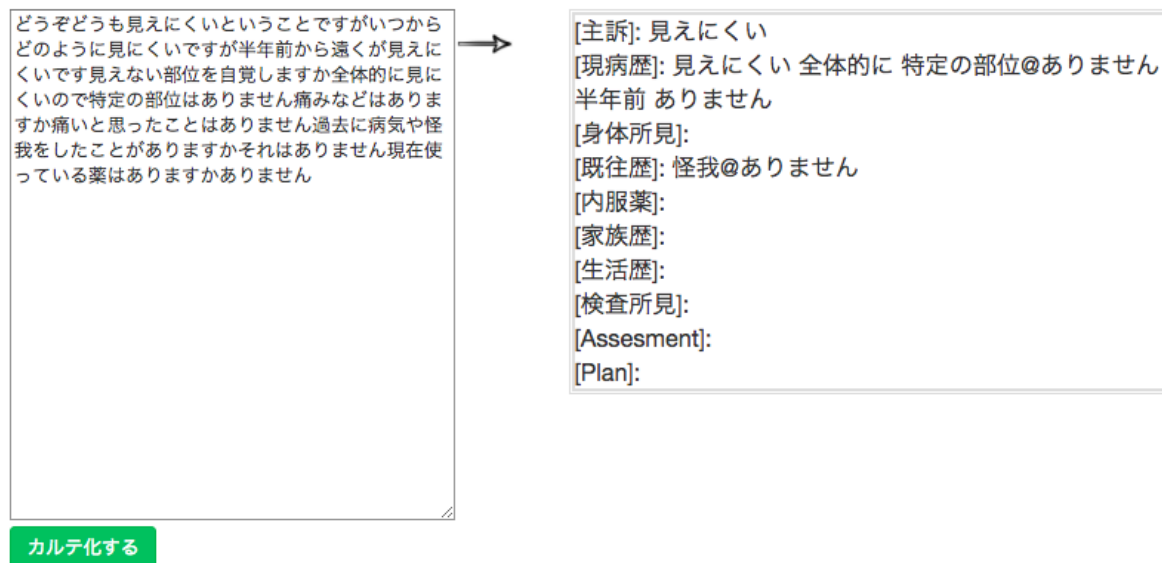 どうぞどうも見えにくいということですがいつから
どのように見にくいですが半年前から遠くが見えに
くいです見えない部位を自覚しますか全体的に見に
くいので特定の部位はありません痛みなどはありま
すか痛いと思ったことはありません過去に病気や怪
我をしたことがありますかそれはありません現在使
っている薬はありますかありません
カルテ化する
[主訴]: 見えにくい
[現病歴]: 見えにくい 全体的に 特定の部位@ありません
半年前 ありません
[身体所見]:
[既往歴]: 怪我@ありません
[内服薬]:
[家族歴]:
[生活歴]:
[検査所見]:
[Assesment]:
[Plan]: